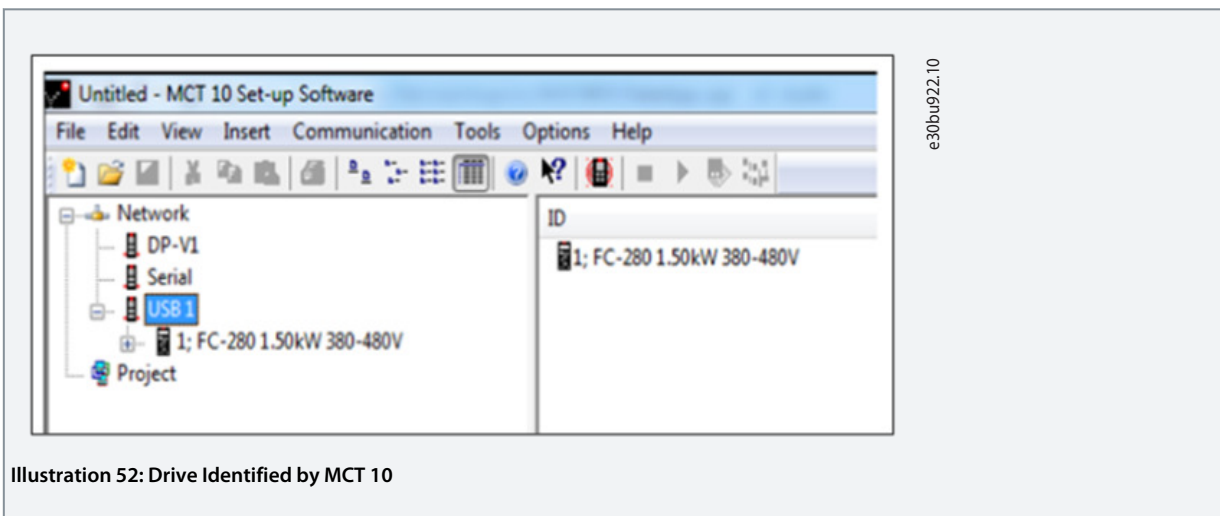 Untitled - MCT 10 Set-up Software
File Edit View Insert Communication Tools Options Help
Network
DP-V1
Serial
USB 1
1; FC-280 1.50kW 380-480V
Project
ID
1; FC-280 1.50kW 380-480V
e30bu922.10
Illustration 52: Drive Identified by MCT 10